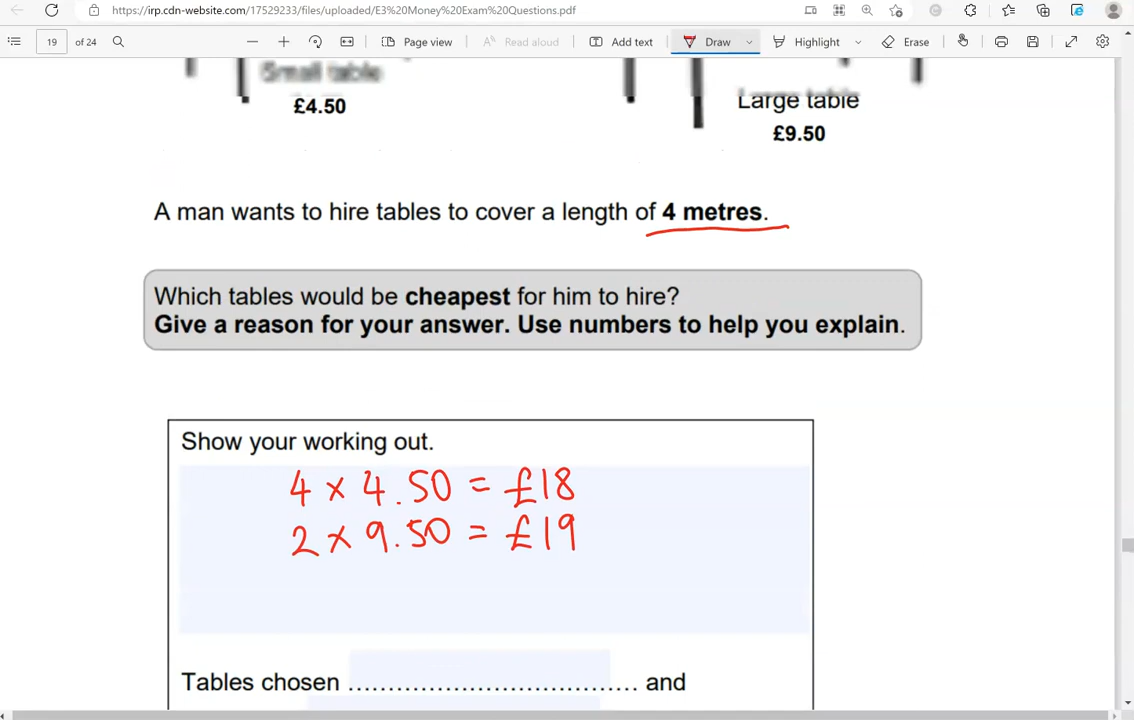 https://irp.cdn-website.com/17529233/files/uploaded/E3%20Money%20Exam%20Questions.pdf
19 of 24 Page view Read aloud Add text Draw Highlight Erase
Small table
£4.50
Large table
£9.50
A man wants to hire tables to cover a length of 4 metres.
Which tables would be cheapest for him to hire?
Give a reason for your answer. Use numbers to help you explain.
Show your working out.
4 × 4.50 = £18
2 × 9.50 = £19
Tables chosen ..................................... and